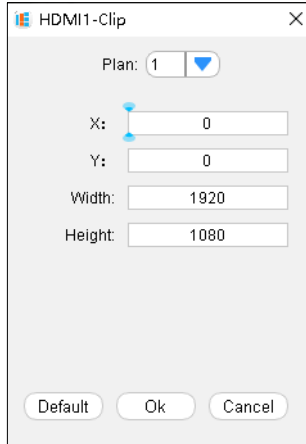 HDMI1-Clip
Plan: 1
X: 0
Y: 0
Width: 1920
Height: 1080
Default Ok Cancel